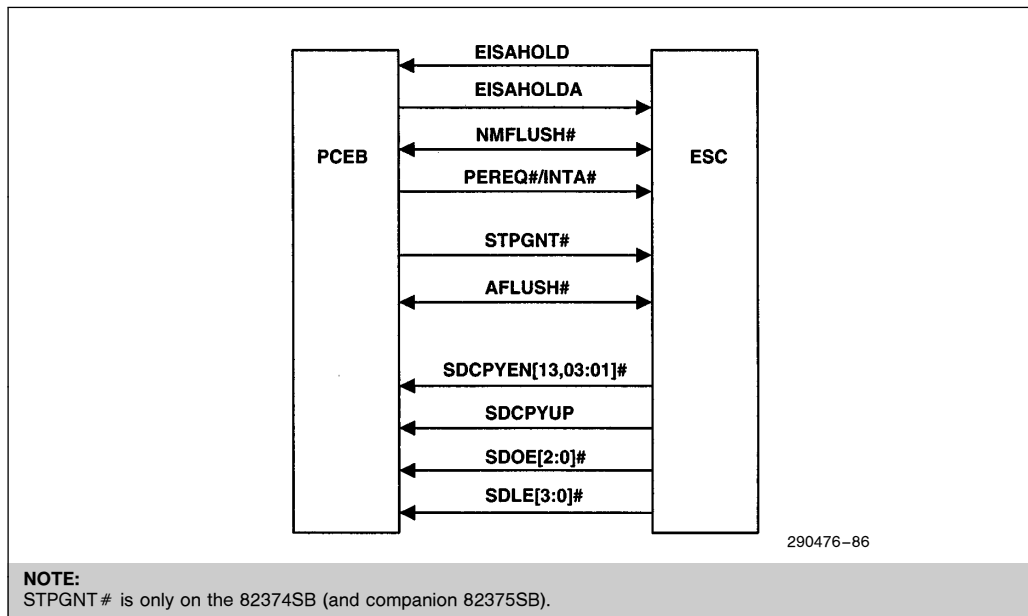 EISAHOLD
EISAHOLDA
NMFLUSH#
PCEB
ESC
PEREQ#/INTA#
STPGNT#
AFLUSH#
SDCPYEN[13,03:01]#
SDCPYUP
SDOE[2:0]#
SDLE[3:0]#
290476–86
NOTE:
STPGNT# is only on the 82374SB (and companion 82375SB).